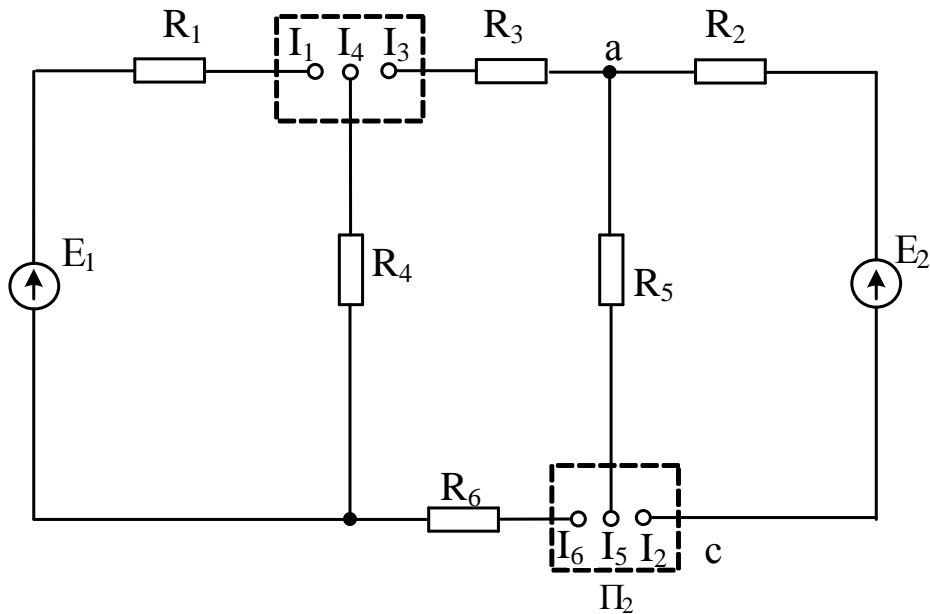 R₁ I₁ I₄ I₃ R₃ a R₂
E₁ R₄ R₅ E₂
R₆ I₆ I₅ I₂ c
П₂